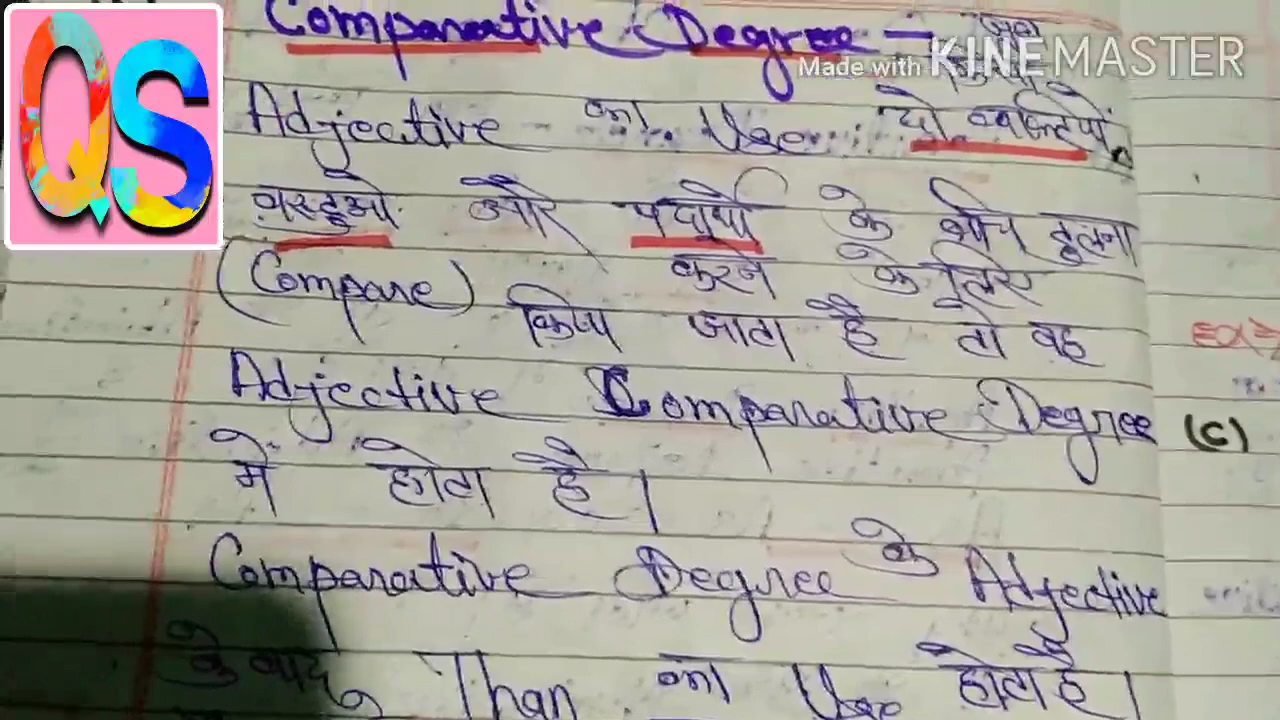 QS
Comparative Degree - जब
Made with KINEMASTER
Adjective का Use दो व्यक्तियों,
वस्तुओ और पदार्थो के बीच तुलना
(Compare) करने के लिए
किया जाता है तो वह
Adjective Comparative Degree
में होता है।
(C)
Comparative Degree के Adjective
के बाद Than का Use होता है।